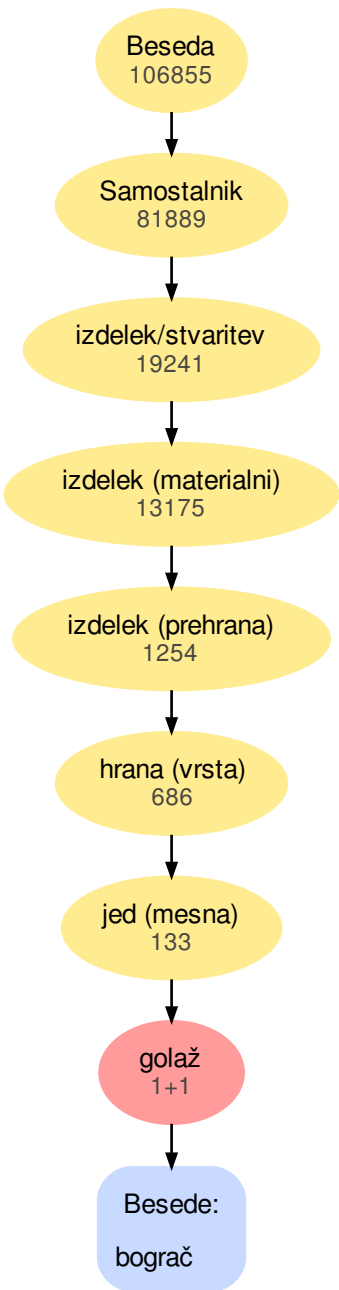 Beseda
106855
Samostalnik
81889
izdelek/stvaritev
19241
izdelek (materialni)
13175
izdelek (prehrana)
1254
hrana (vrsta)
686
jed (mesna)
133
golaž
1+1
Besede:
bograč